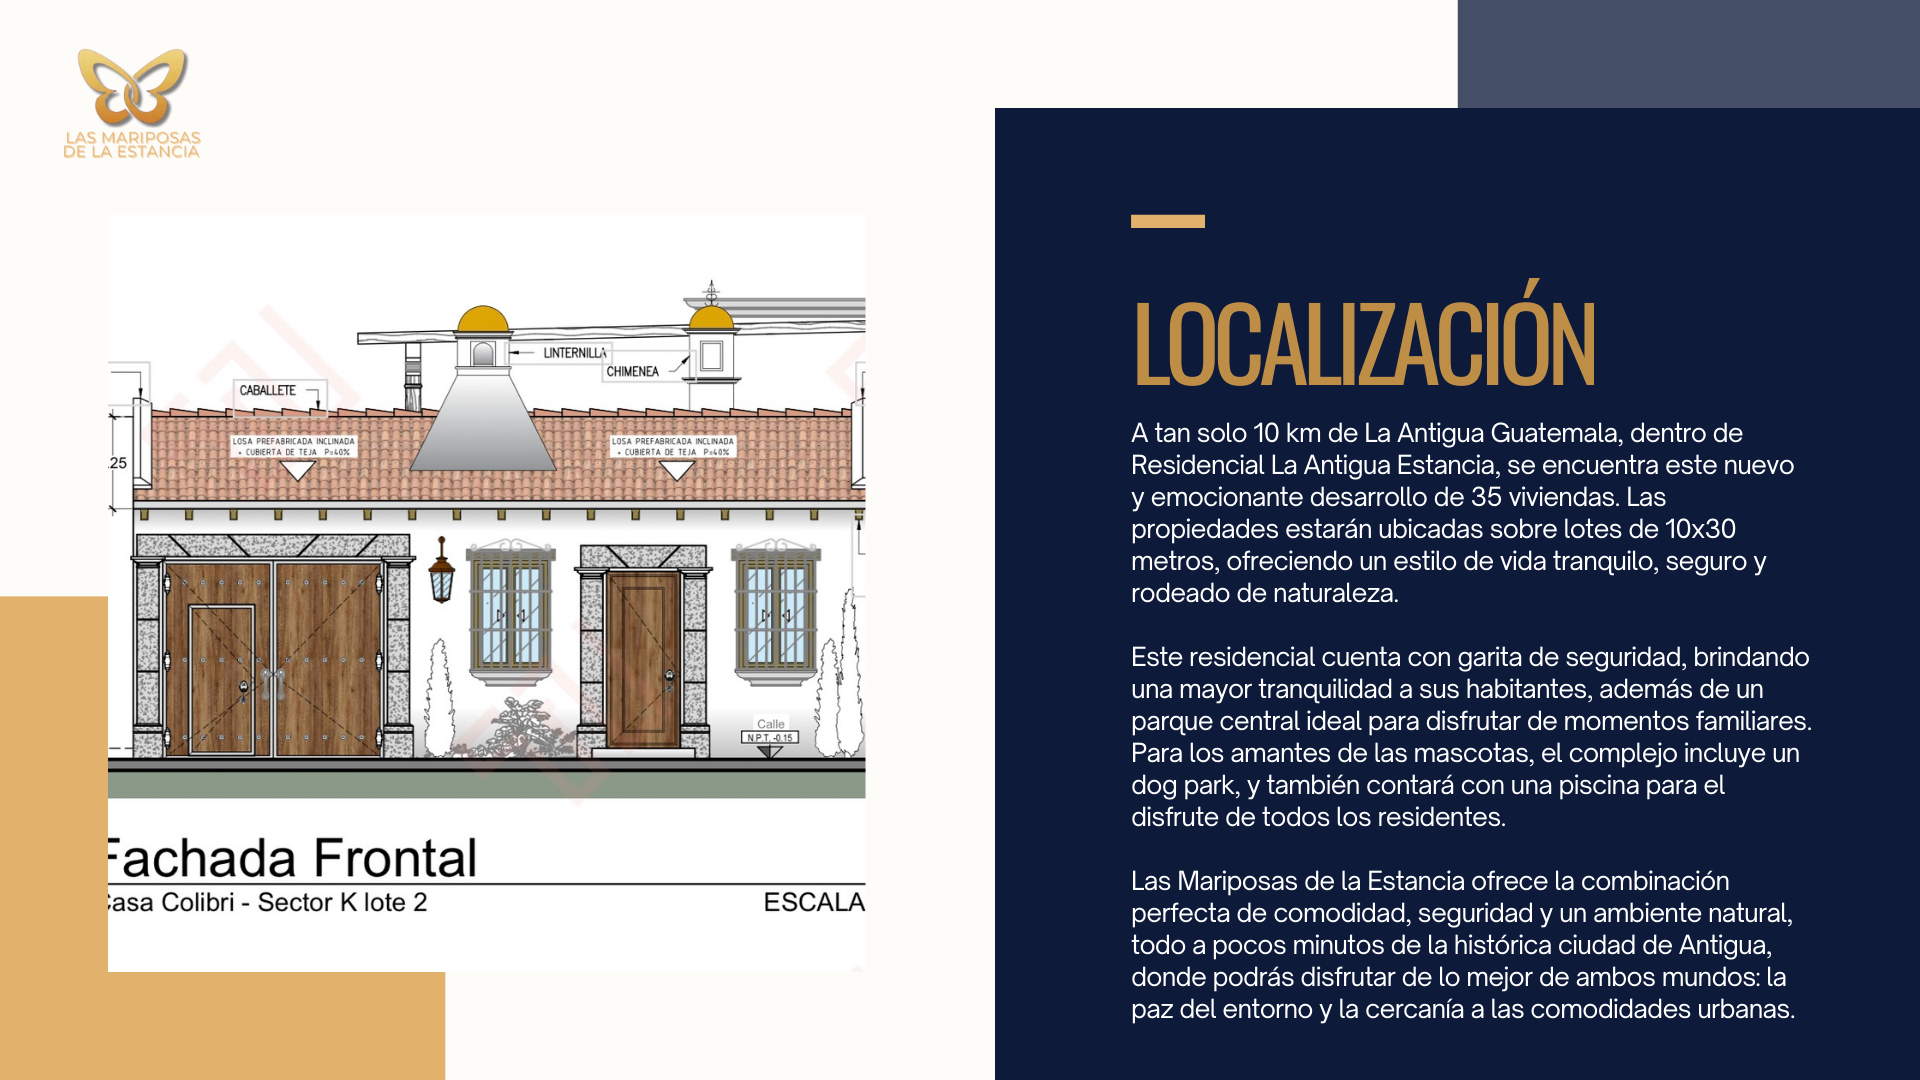 LAS MARIPOSAS
DE LA ESTANCIA
LINTERNILLA
CHIMENEA
CABALLETE
LOSA PREFABRICADA INCLINADA
+ CUBIERTA DE TEJA P=40%
LOSA PREFABRICADA INCLINADA
+ CUBIERTA DE TEJA P=40%
.25
Calle
N.P.T. -0.15
Fachada Frontal
Casa Colibri - Sector K lote 2
ESCALA
LOCALIZACIÓN
A tan solo 10 km de La Antigua Guatemala, dentro de
Residencial La Antigua Estancia, se encuentra este nuevo
y emocionante desarrollo de 35 viviendas. Las
propiedades estarán ubicadas sobre lotes de 10x30
metros, ofreciendo un estilo de vida tranquilo, seguro y
rodeado de naturaleza.
Este residencial cuenta con garita de seguridad, brindando
una mayor tranquilidad a sus habitantes, además de un
parque central ideal para disfrutar de momentos familiares.
Para los amantes de las mascotas, el complejo incluye un
dog park, y también contará con una piscina para el
disfrute de todos los residentes.
Las Mariposas de la Estancia ofrece la combinación
perfecta de comodidad, seguridad y un ambiente natural,
todo a pocos minutos de la histórica ciudad de Antigua,
donde podrás disfrutar de lo mejor de ambos mundos: la
paz del entorno y la cercanía a las comodidades urbanas.